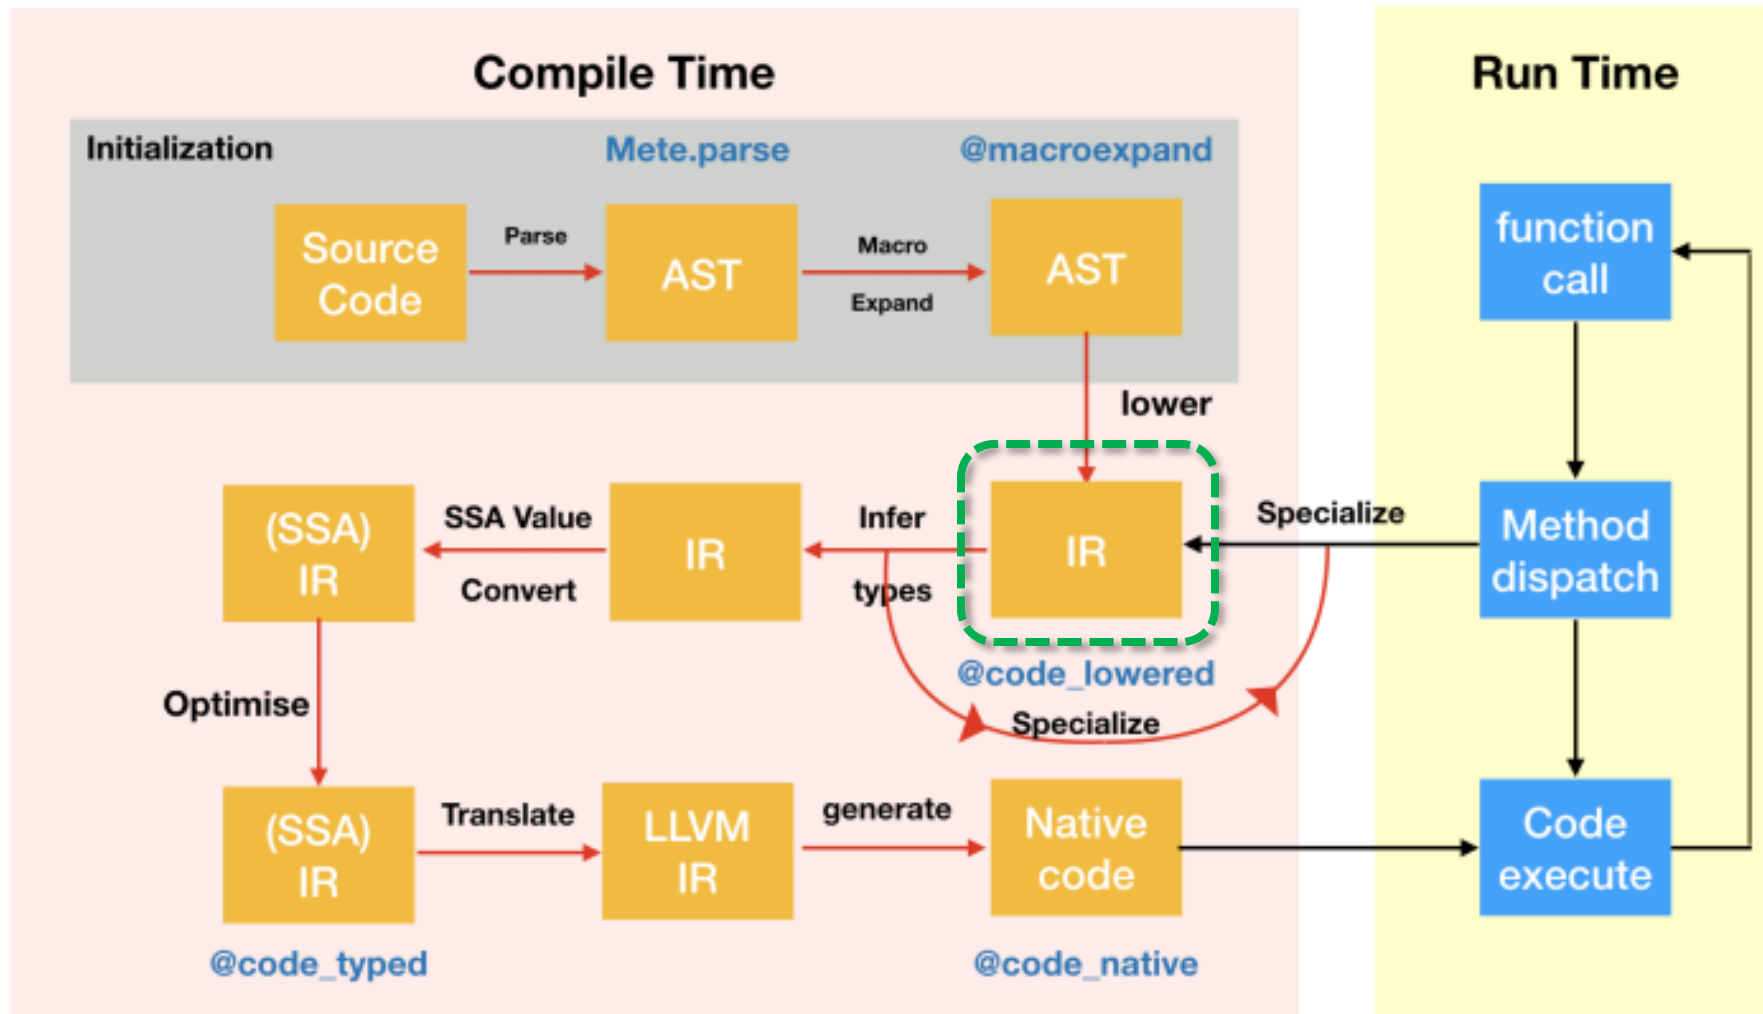 Compile Time
Run Time
Initialization
Mete.parse
@macroexpand
Source
Code
Parse
AST
Macro
Expand
AST
function
call
lower
(SSA)
IR
SSA Value
Convert
IR
Infer
types
IR
Specialize
Method
dispatch
@code_lowered
Specialize
Optimise
(SSA)
IR
Translate
LLVM
IR
generate
Native
code
Code
execute
@code_typed
@code_native